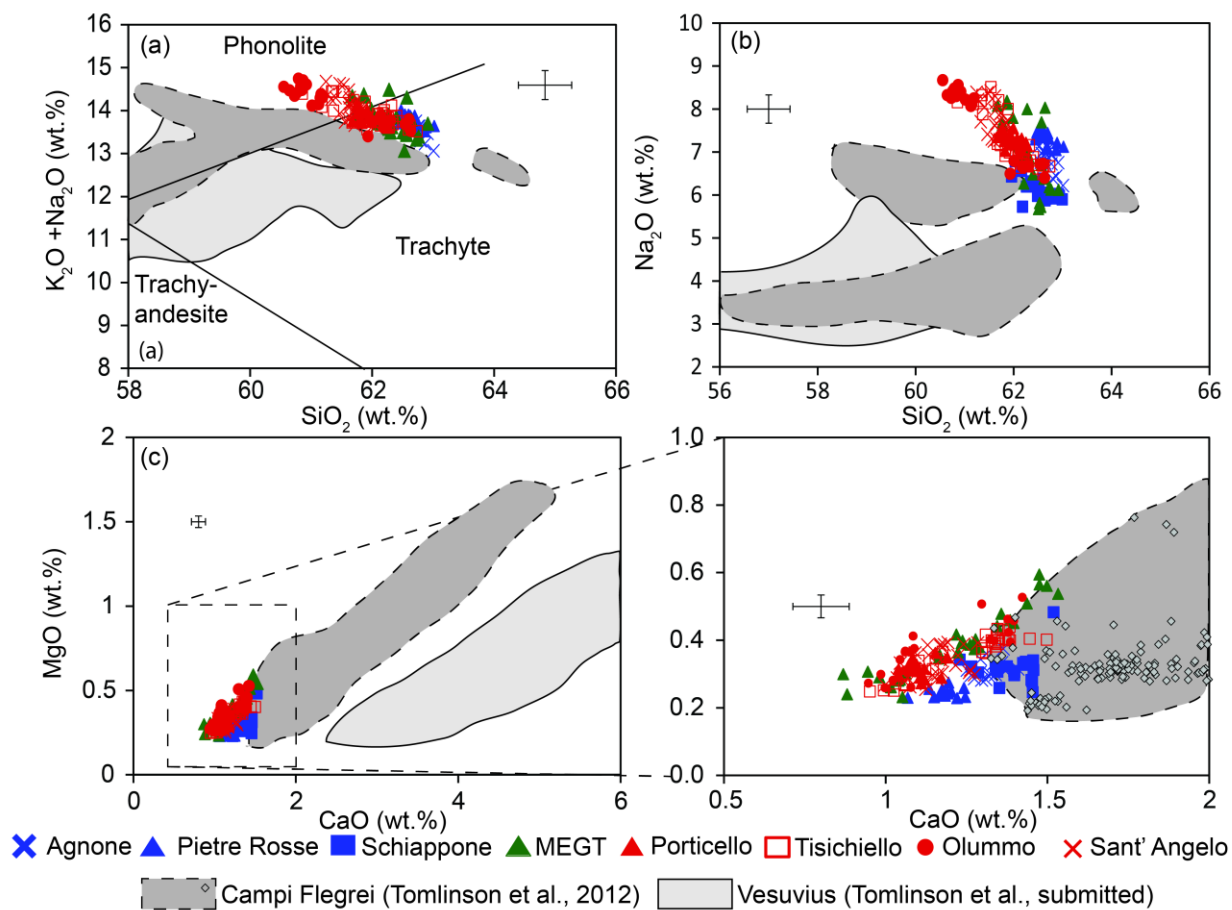 (a)
Phonolite
Trachyte
Trachy-
andesite
(a)
K₂O +Na₂O (wt.%)
16
15
14
13
12
11
10
9
8
58
60
62
64
66
SiO₂ (wt.%)
(b)
Na₂O (wt.%)
10
9
8
7
6
5
4
3
2
56
58
60
62
64
66
SiO₂ (wt.%)
(c)
MgO (wt.%)
2
1.5
1
0.5
0
0
2
4
6
CaO (wt.%)
1.0
0.8
0.6
0.4
0.2
0.0
0.5
1
1.5
2
CaO (wt.%)
Agnone Pietre Rosse Schiappone MEGT Porticello Tisichiello Olummo Sant' Angelo
Campi Flegrei (Tomlinson et al., 2012) Vesuvius (Tomlinson et al., submitted)